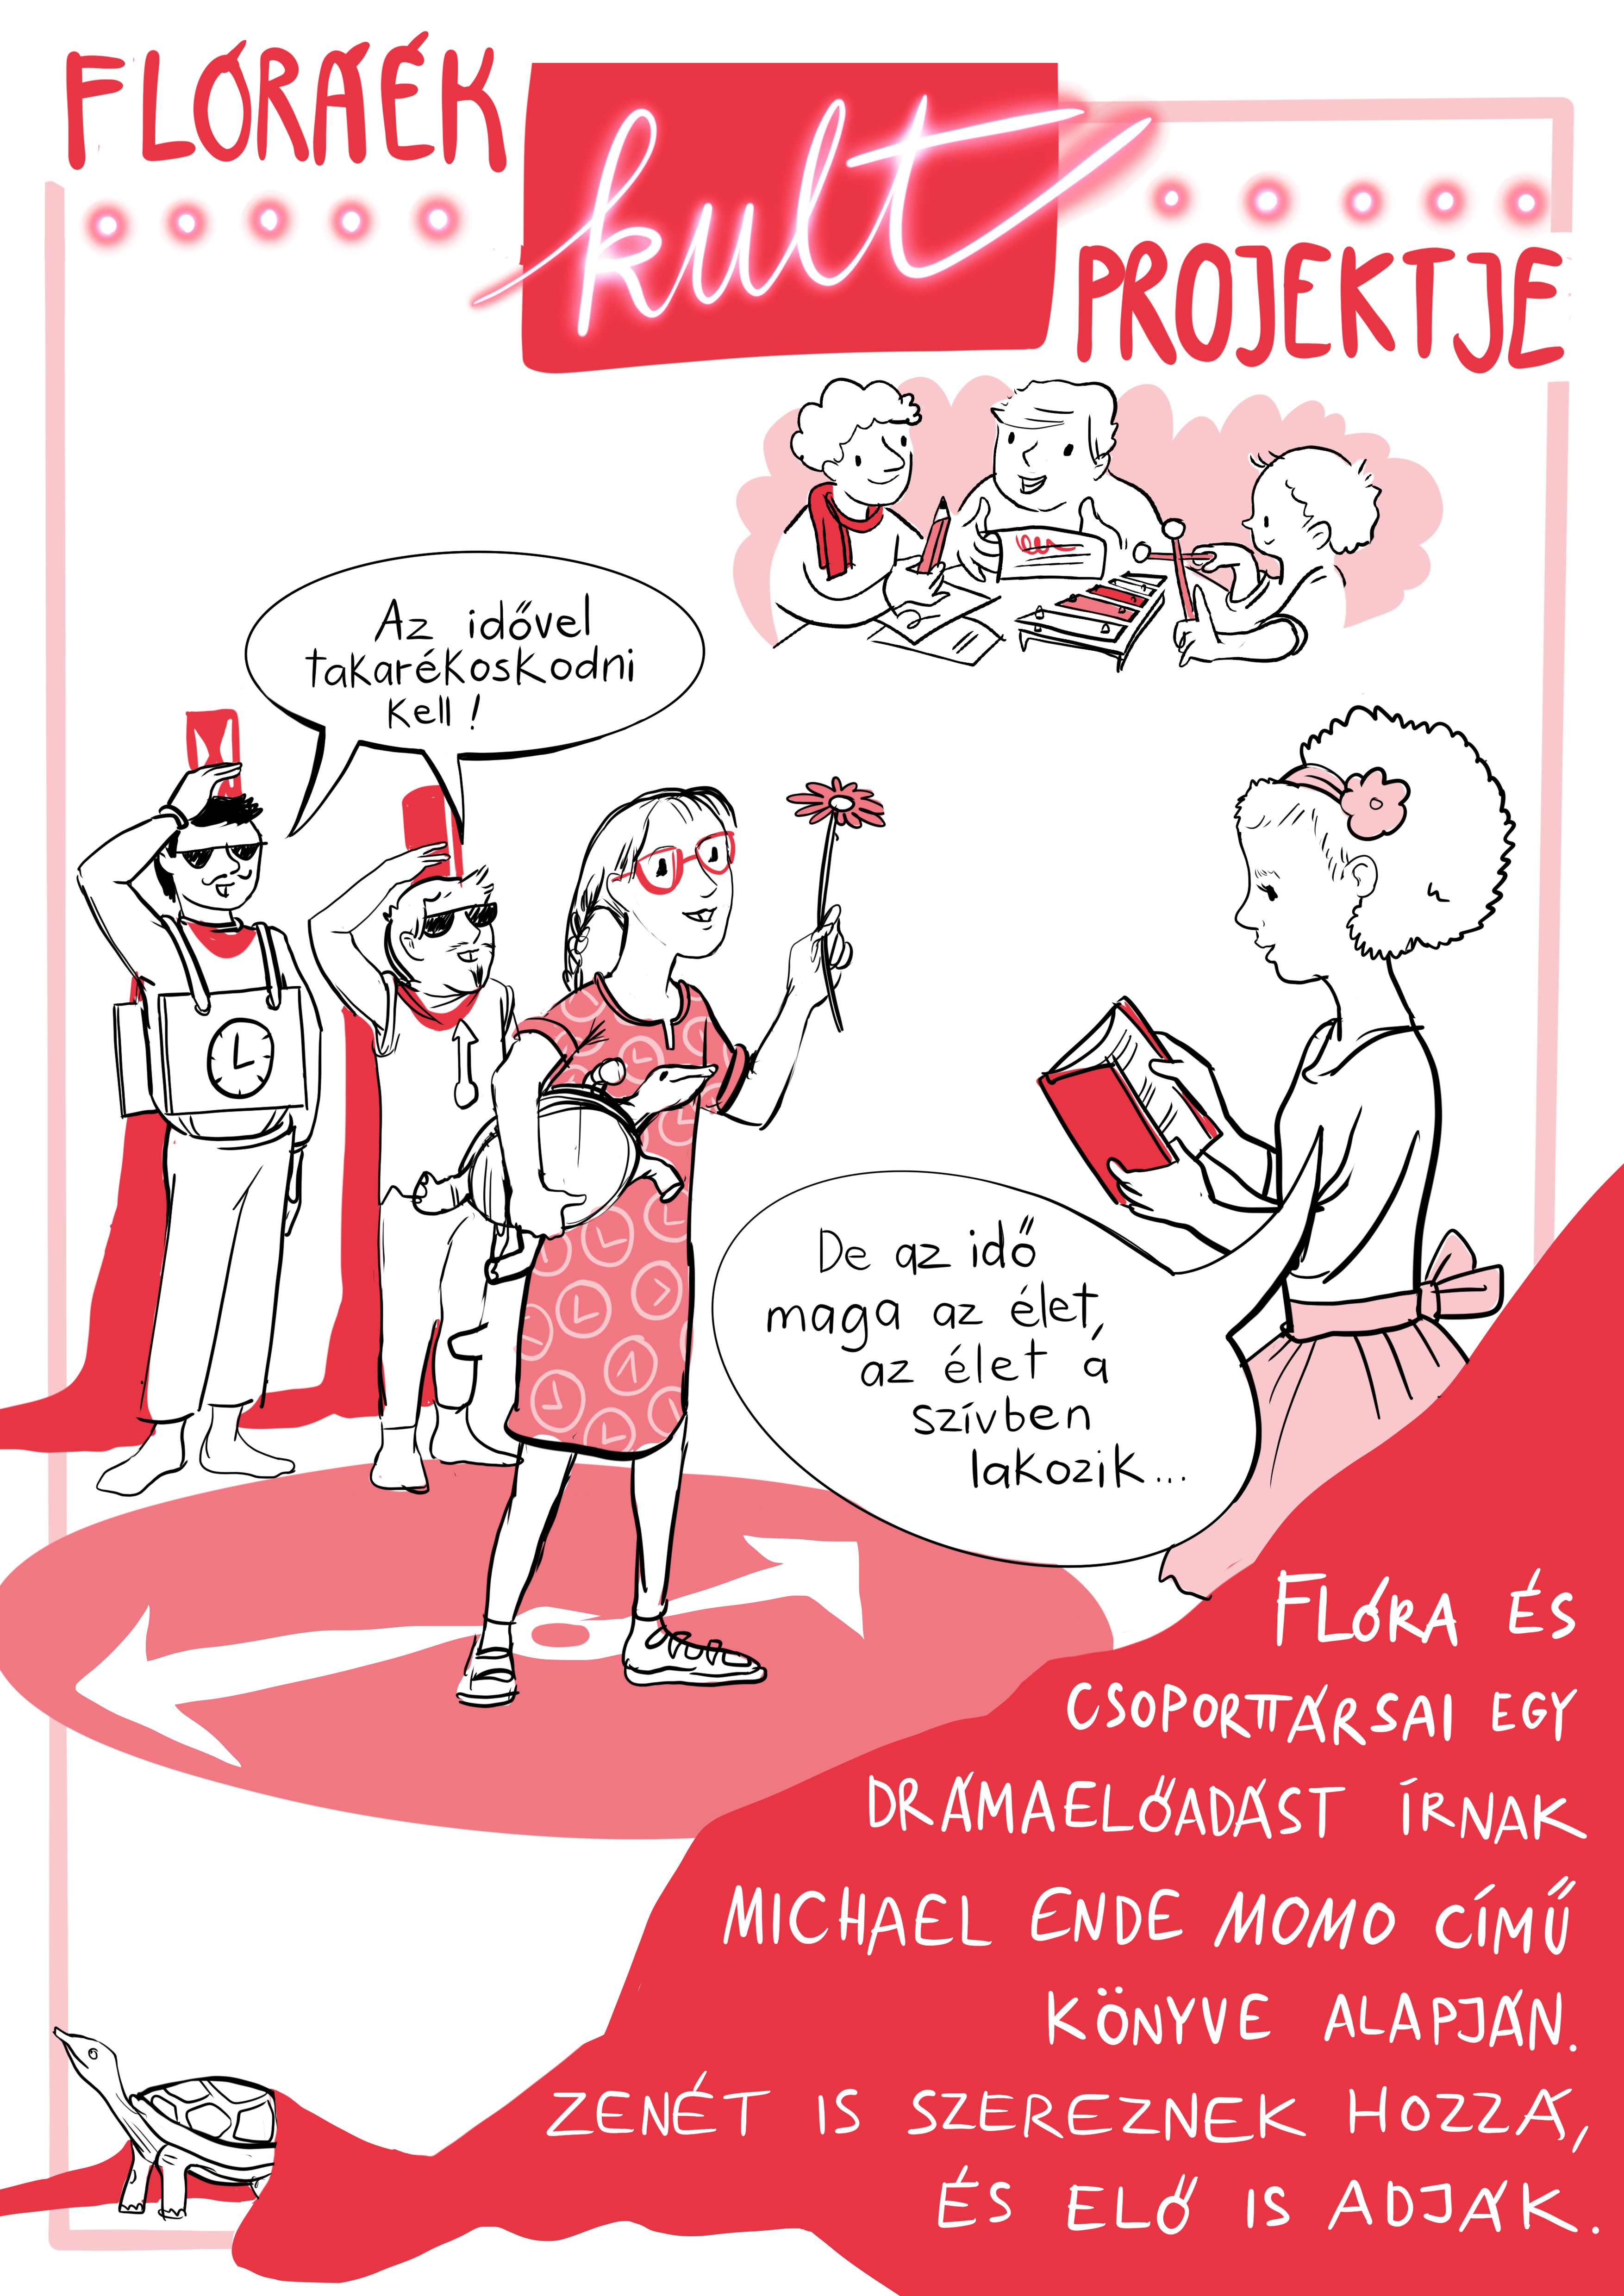 FLÓRÁÉK
kult
PROJEKTJE
Az idővel
takarékoskodni
kell!
De az idő
maga az élet,
az élet a
szívben
lakozik...
FLÓRA ÉS
CSOPORTTÁRSAI EGY
DRÁMAELŐADÁST ÍRNAK
MICHAEL ENDE MOMO CÍMŰ
KÖNYVE ALAPJÁN.
ZENÉT IS SZEREZNEK HOZZÁ,
ÉS ELŐ IS ADJÁK.